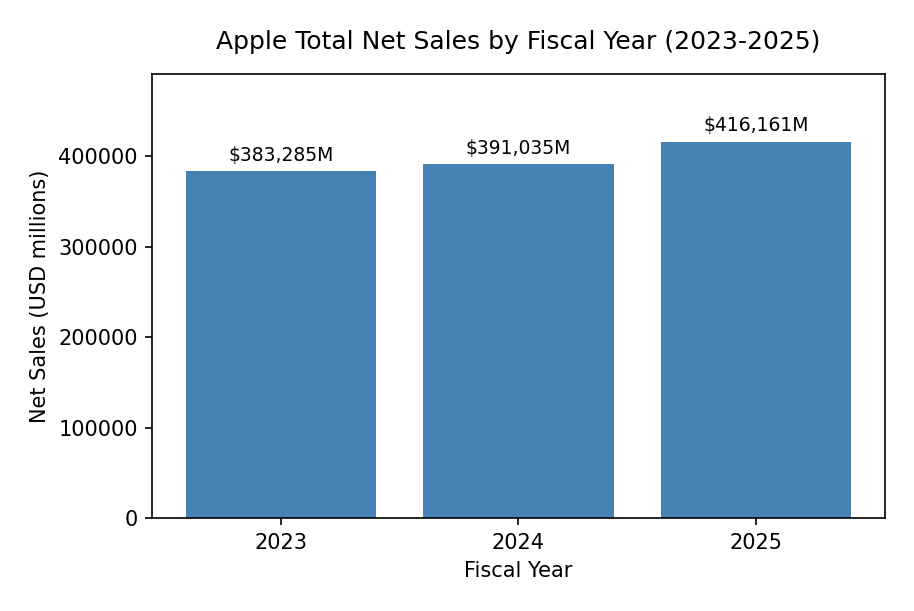 Apple Total Net Sales by Fiscal Year (2023-2025)
Net Sales (USD millions)
400000
300000
200000
100000
0
$383,285M
$391,035M
$416,161M
2023
2024
2025
Fiscal Year